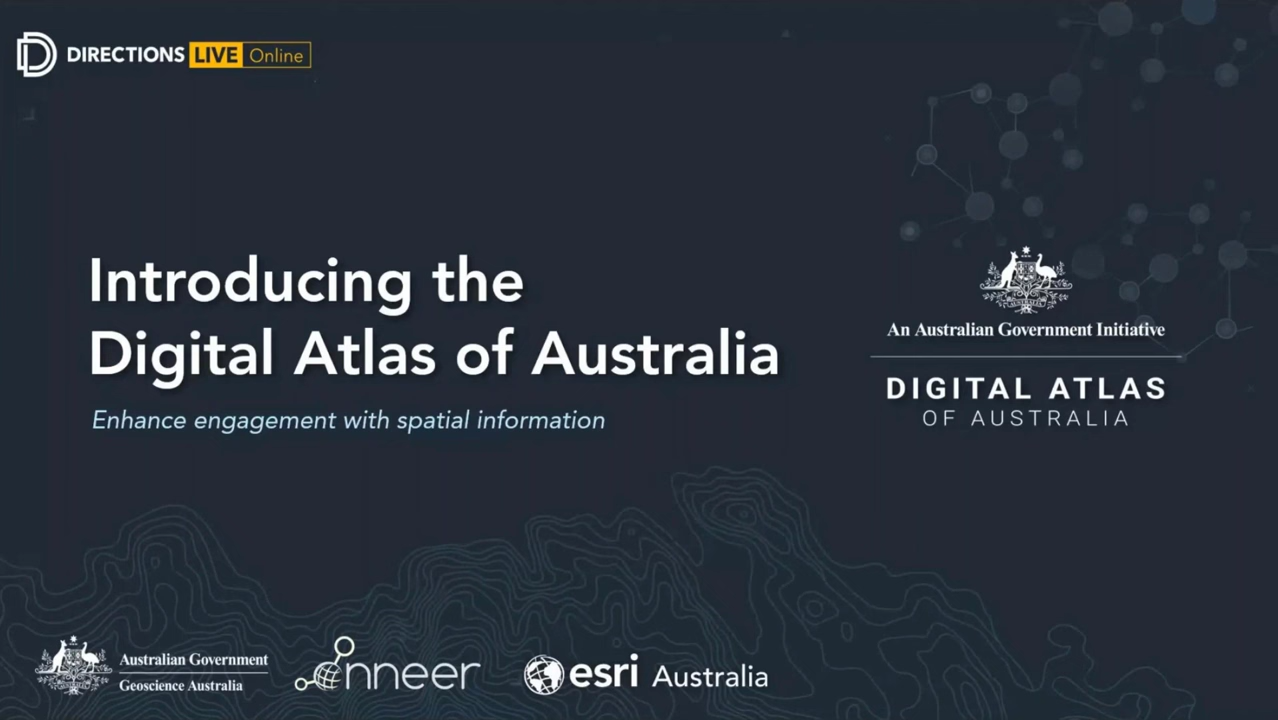 DIRECTIONS LIVE Online
Introducing the
Digital Atlas of Australia
Enhance engagement with spatial information
An Australian Government Initiative
DIGITAL ATLAS
OF AUSTRALIA
Australian Government
Geoscience Australia
nneer
esri Australia